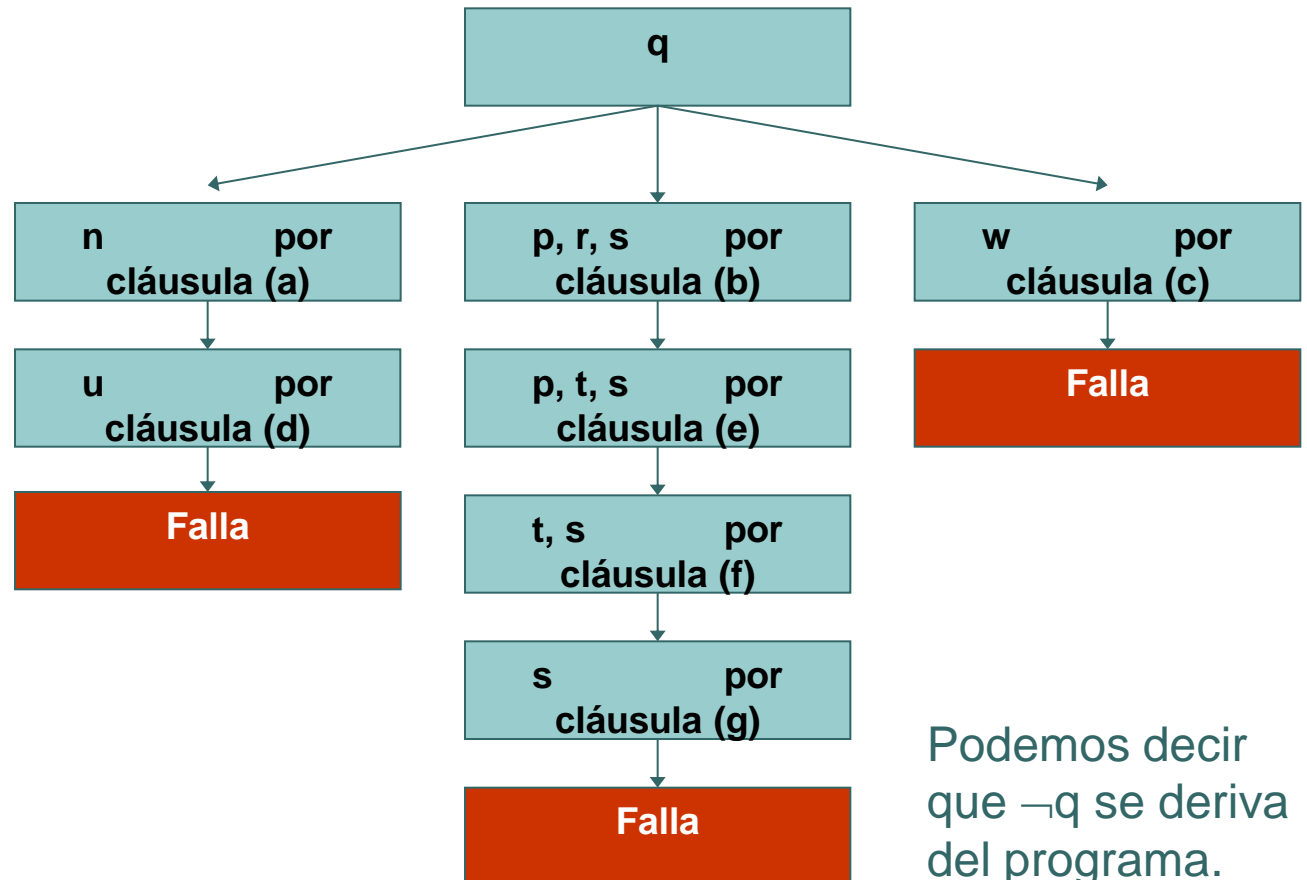 q
n por
cláusula (a)
p, r, s por
cláusula (b)
w por
cláusula (c)
u por
cláusula (d)
p, t, s por
cláusula (e)
Falla
Falla
t, s por
cláusula (f)
s por
cláusula (g)
Falla
Podemos decir
que ¬q se deriva
del programa.